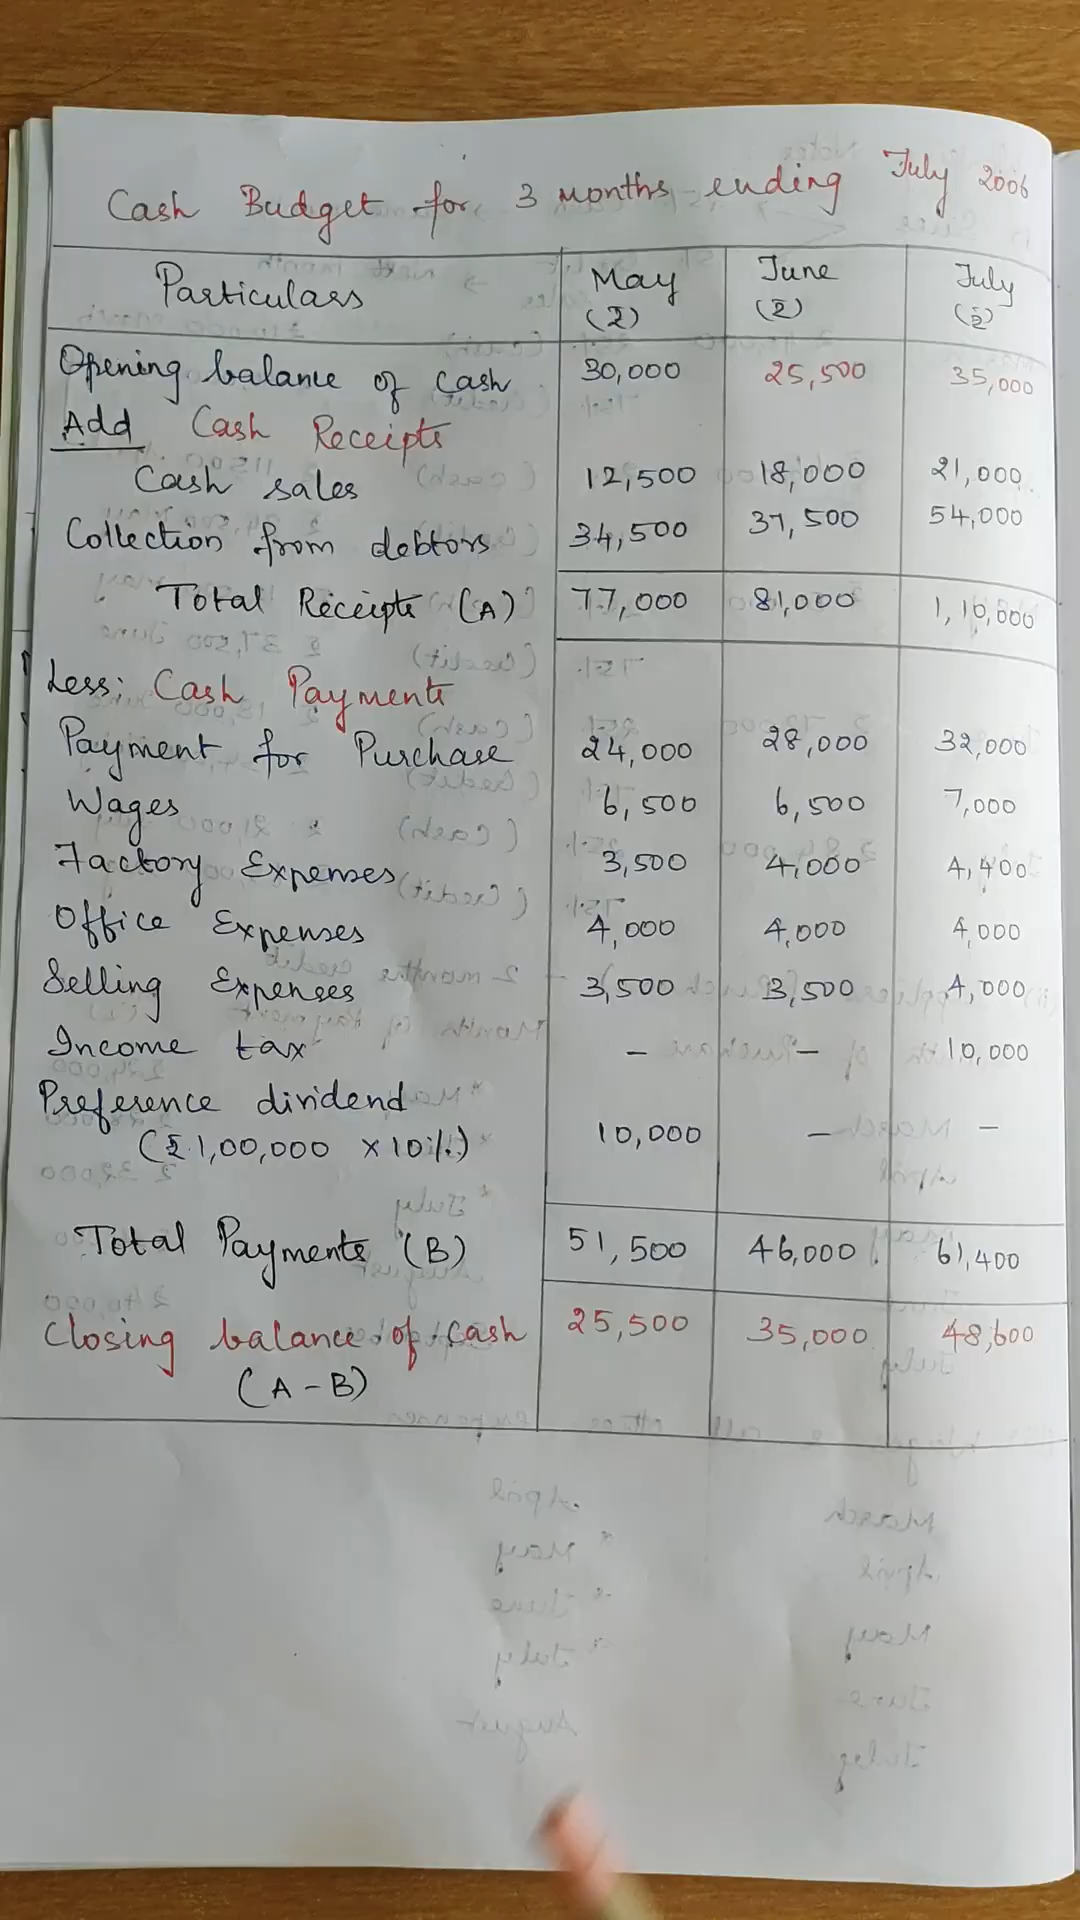 Cash Budget for 3 months ending July 2006
Particulars May (₹) June (₹) July (₹)
Opening balance of cash 30,000 25,500 35,000
Add Cash Receipts
Cash sales 12,500 18,000 21,000
Collection from debtors 34,500 37,500 54,000
Total Receipts (A) 77,000 81,000 1,10,000
Less: Cash Payments
Payment for Purchase 24,000 28,000 32,000
Wages 6,500 6,500 7,000
Factory Expenses 3,500 4,000 4,400
Office Expenses 4,000 4,000 4,000
Selling Expenses 3,500 3,500 4,000
Income tax – – 10,000
Preference dividend
(₹ 1,00,000 × 10%) 10,000 – –
Total Payments (B) 51,500 46,000 61,400
Closing balance of cash 25,500 35,000 48,600
(A - B)